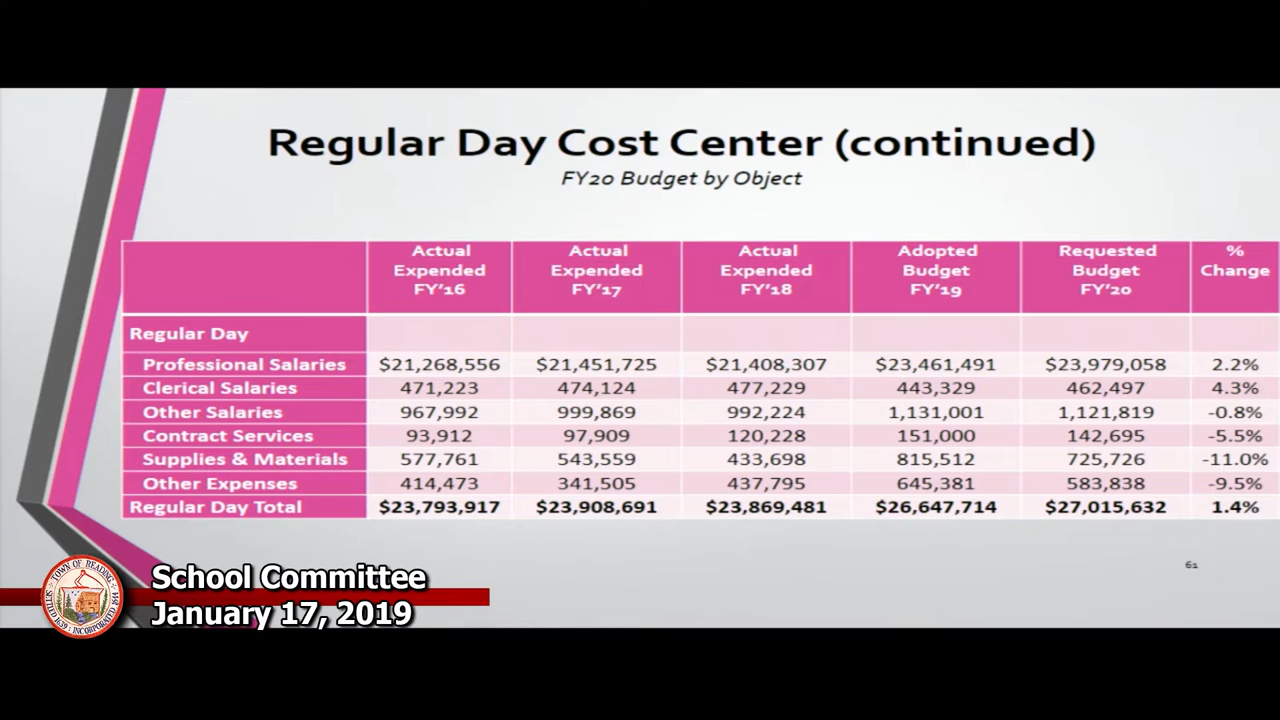 Regular Day Cost Center (continued)
FY20 Budget by Object
Actual Expended FY'16 Actual Expended FY'17 Actual Expended FY'18 Adopted Budget FY'19 Requested Budget FY'20 % Change
Regular Day
Professional Salaries $21,268,556 $21,451,725 $21,408,307 $23,461,491 $23,979,058 2.2%
Clerical Salaries 471,223 474,124 477,229 443,329 462,497 4.3%
Other Salaries 967,992 999,869 992,224 1,131,001 1,121,819 -0.8%
Contract Services 93,912 97,909 120,228 151,000 142,695 -5.5%
Supplies & Materials 577,761 543,559 433,698 815,512 725,726 -11.0%
Other Expenses 414,473 341,505 437,795 645,381 583,838 -9.5%
Regular Day Total $23,793,917 $23,908,691 $23,869,481 $26,647,714 $27,015,632 1.4%
61
TOWN OF READING
SETTLED 1639
INCORPORATED 1644
School Committee
January 17, 2019